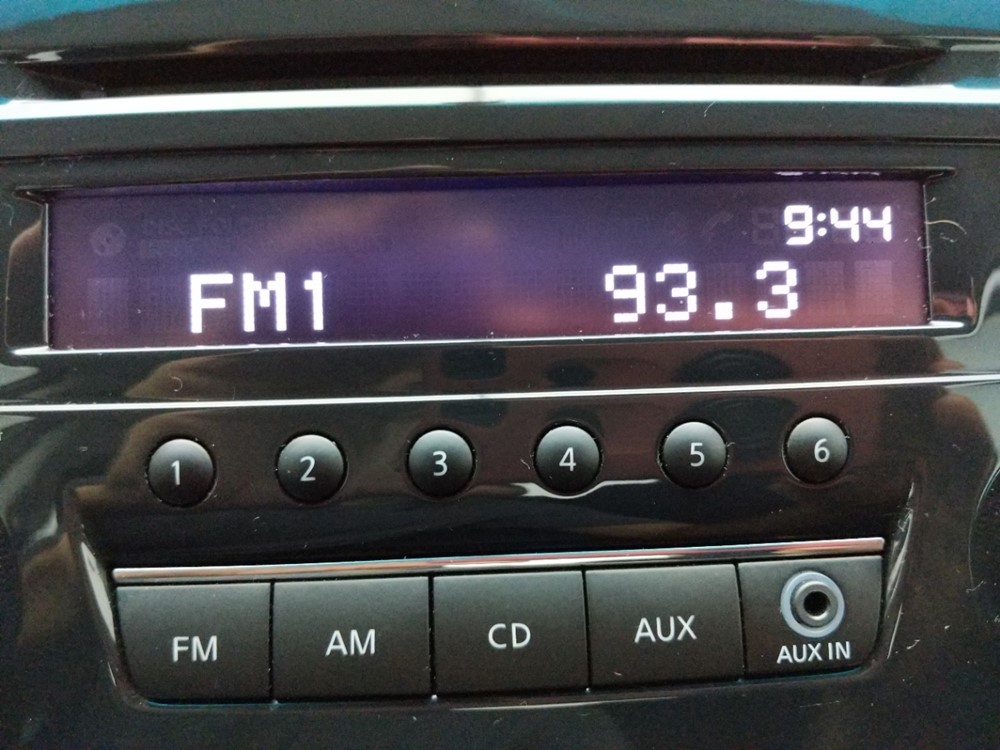 9:44
FM1 93.3
1 2 3 4 5 6
FM AM CD AUX
AUX IN